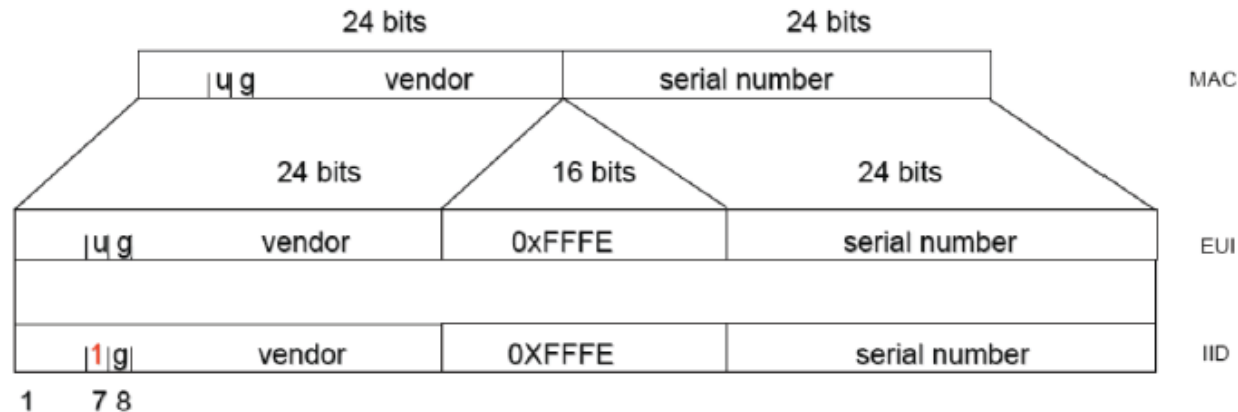 24 bits 24 bits
u g vendor serial number MAC
24 bits 16 bits 24 bits
u g vendor 0xFFFE serial number EUI
1 g vendor 0XFFFE serial number IID
1 7 8